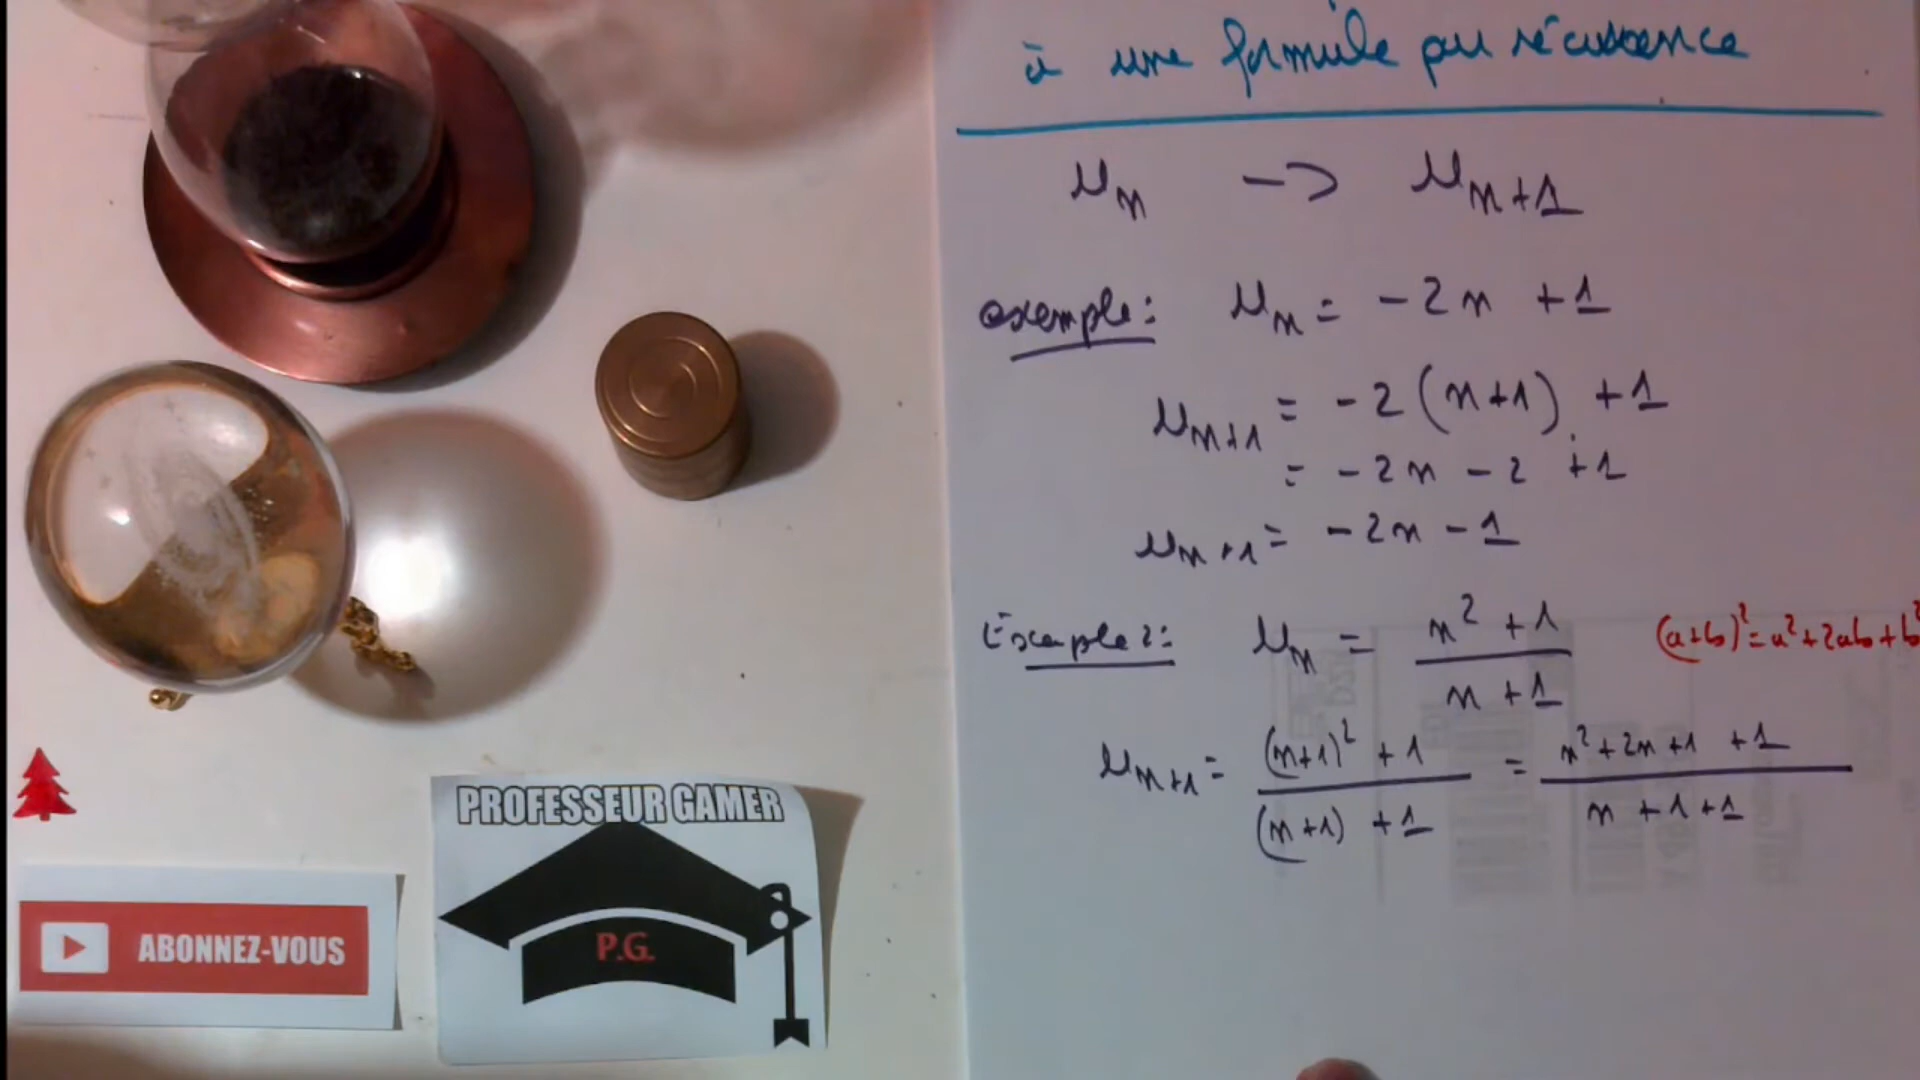 à une formule par récurrence
Un -> Un+1
exemple: Un = -2n +1
Un+1 = -2(n+1) +1
= -2n -2 +1
Un+1 = -2n -1
Exemple 2: Un = (n² +1)/(n +1) (a+b)² = a²+2ab+b²
Un+1 = ((n+1)² +1)/((n+1) +1) = (n²+2n+1 +1)/(n +1+1)
PROFESSEUR GAMER
P.G.
ABONNEZ-VOUS